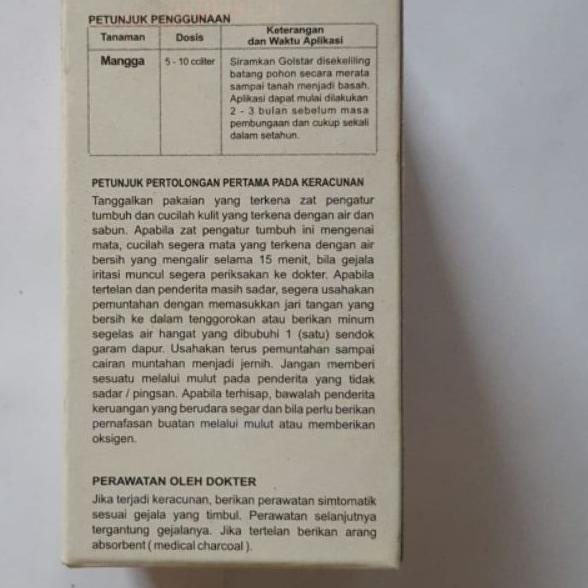 PETUNJUK PENGGUNAAN
Tanaman
Dosis
Keterangan
dan Waktu Aplikasi
Mangga
5 - 10 cc/liter
Siramkan Golstar disekeliling
batang pohon secara merata
sampai tanah menjadi basah.
Aplikasi dapat mulai dilakukan
2 - 3 bulan sebelum masa
pembungaan dan cukup sekali
dalam setahun.
PETUNJUK PERTOLONGAN PERTAMA PADA KERACUNAN
Tanggalkan pakaian yang terkena zat pengatur
tumbuh dan cucilah kulit yang terkena dengan air dan
sabun. Apabila zat pengatur tumbuh ini mengenai
mata, cucilah segera mata yang terkena dengan air
bersih yang mengalir selama 15 menit, bila gejala
iritasi muncul segera periksakan ke dokter. Apabila
tertelan dan penderita masih sadar, segera usahakan
pemuntahan dengan memasukkan jari tangan yang
bersih ke dalam tenggorokan atau berikan minum
segelas air hangat yang dibubuhi 1 (satu) sendok
garam dapur. Usahakan terus pemuntahan sampai
cairan muntahan menjadi jernih. Jangan memberi
sesuatu melalui mulut pada penderita yang tidak
sadar / pingsan. Apabila terhisap, bawalah penderita
keruangan yang berudara segar dan bila perlu berikan
pernafasan buatan melalui mulut atau memberikan
oksigen.
PERAWATAN OLEH DOKTER
Jika terjadi keracunan, berikan perawatan simtomatik
sesuai gejala yang timbul. Perawatan selanjutnya
tergantung gejalanya. Jika tertelan berikan arang
absorbent ( medical charcoal ).